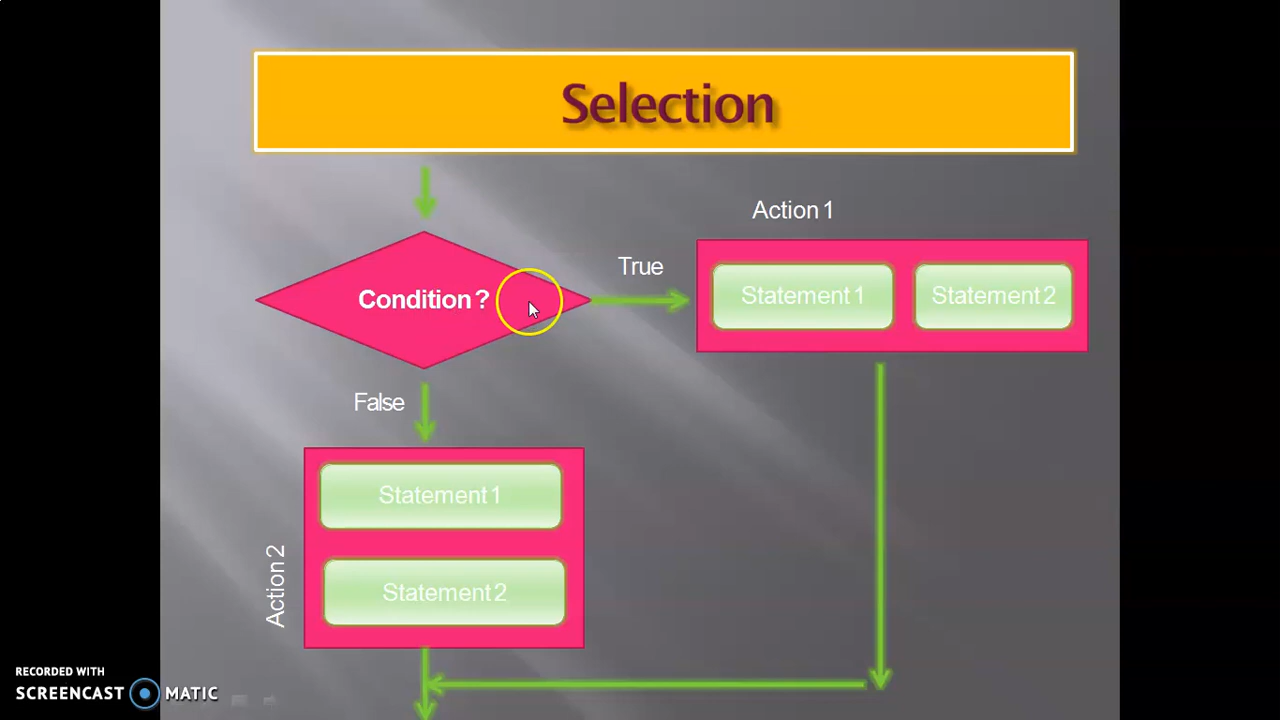 Selection
Action 1
Condition ?
True
Statement 1
Statement 2
False
Statement 1
Action 2
Statement 2
RECORDED WITH
SCREENCAST MATIC